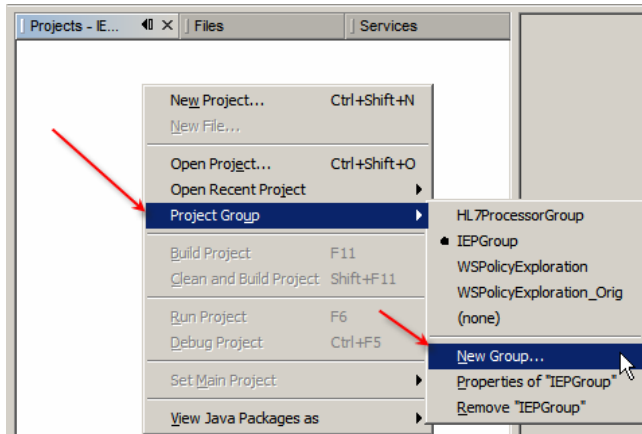 Projects - IE...
Files
Services
New Project... Ctrl+Shift+N
New File...
Open Project... Ctrl+Shift+O
Open Recent Project
Project Group
Build Project F11
Clean and Build Project Shift+F11
Run Project F6
Debug Project Ctrl+F5
Set Main Project
View Java Packages as
HL7ProcessorGroup
IEPGroup
WSPolicyExploration
WSPolicyExploration_Orig
(none)
New Group...
Properties of "IEPGroup"
Remove "IEPGroup"